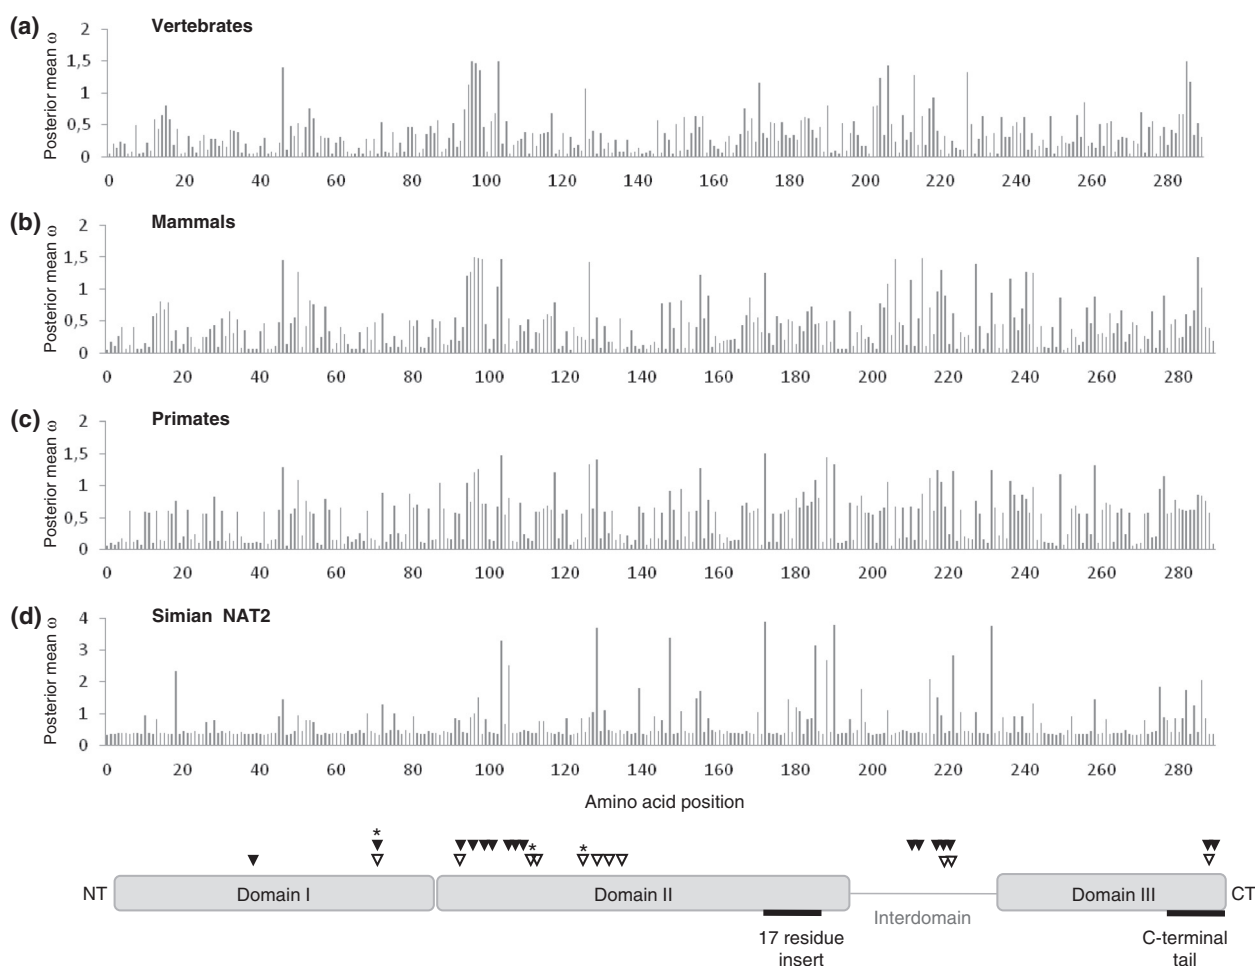 (a) Vertebrates
Posterior mean ω
2
1,5
1
0,5
0
0 20 40 60 80 100 120 140 160 180 200 220 240 260 280
(b) Mammals
Posterior mean ω
2
1,5
1
0,5
0
0 20 40 60 80 100 120 140 160 180 200 220 240 260 280
(c) Primates
Posterior mean ω
2
1,5
1
0,5
0
0 20 40 60 80 100 120 140 160 180 200 220 240 260 280
(d) Simian NAT2
Posterior mean ω
4
3
2
1
0
0 20 40 60 80 100 120 140 160 180 200 220 240 260 280
Amino acid position
*
* *
NT Domain I Domain II Domain III CT
Interdomain
17 residue
insert
C-terminal
tail